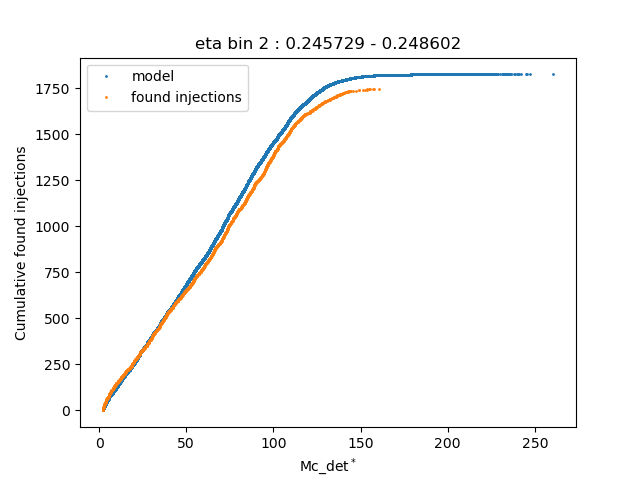 eta bin 2 : 0.245729 - 0.248602
model
found injections
Cumulative found injections
1750
1500
1250
1000
750
500
250
0
0 50 100 150 200 250
Mc_det*